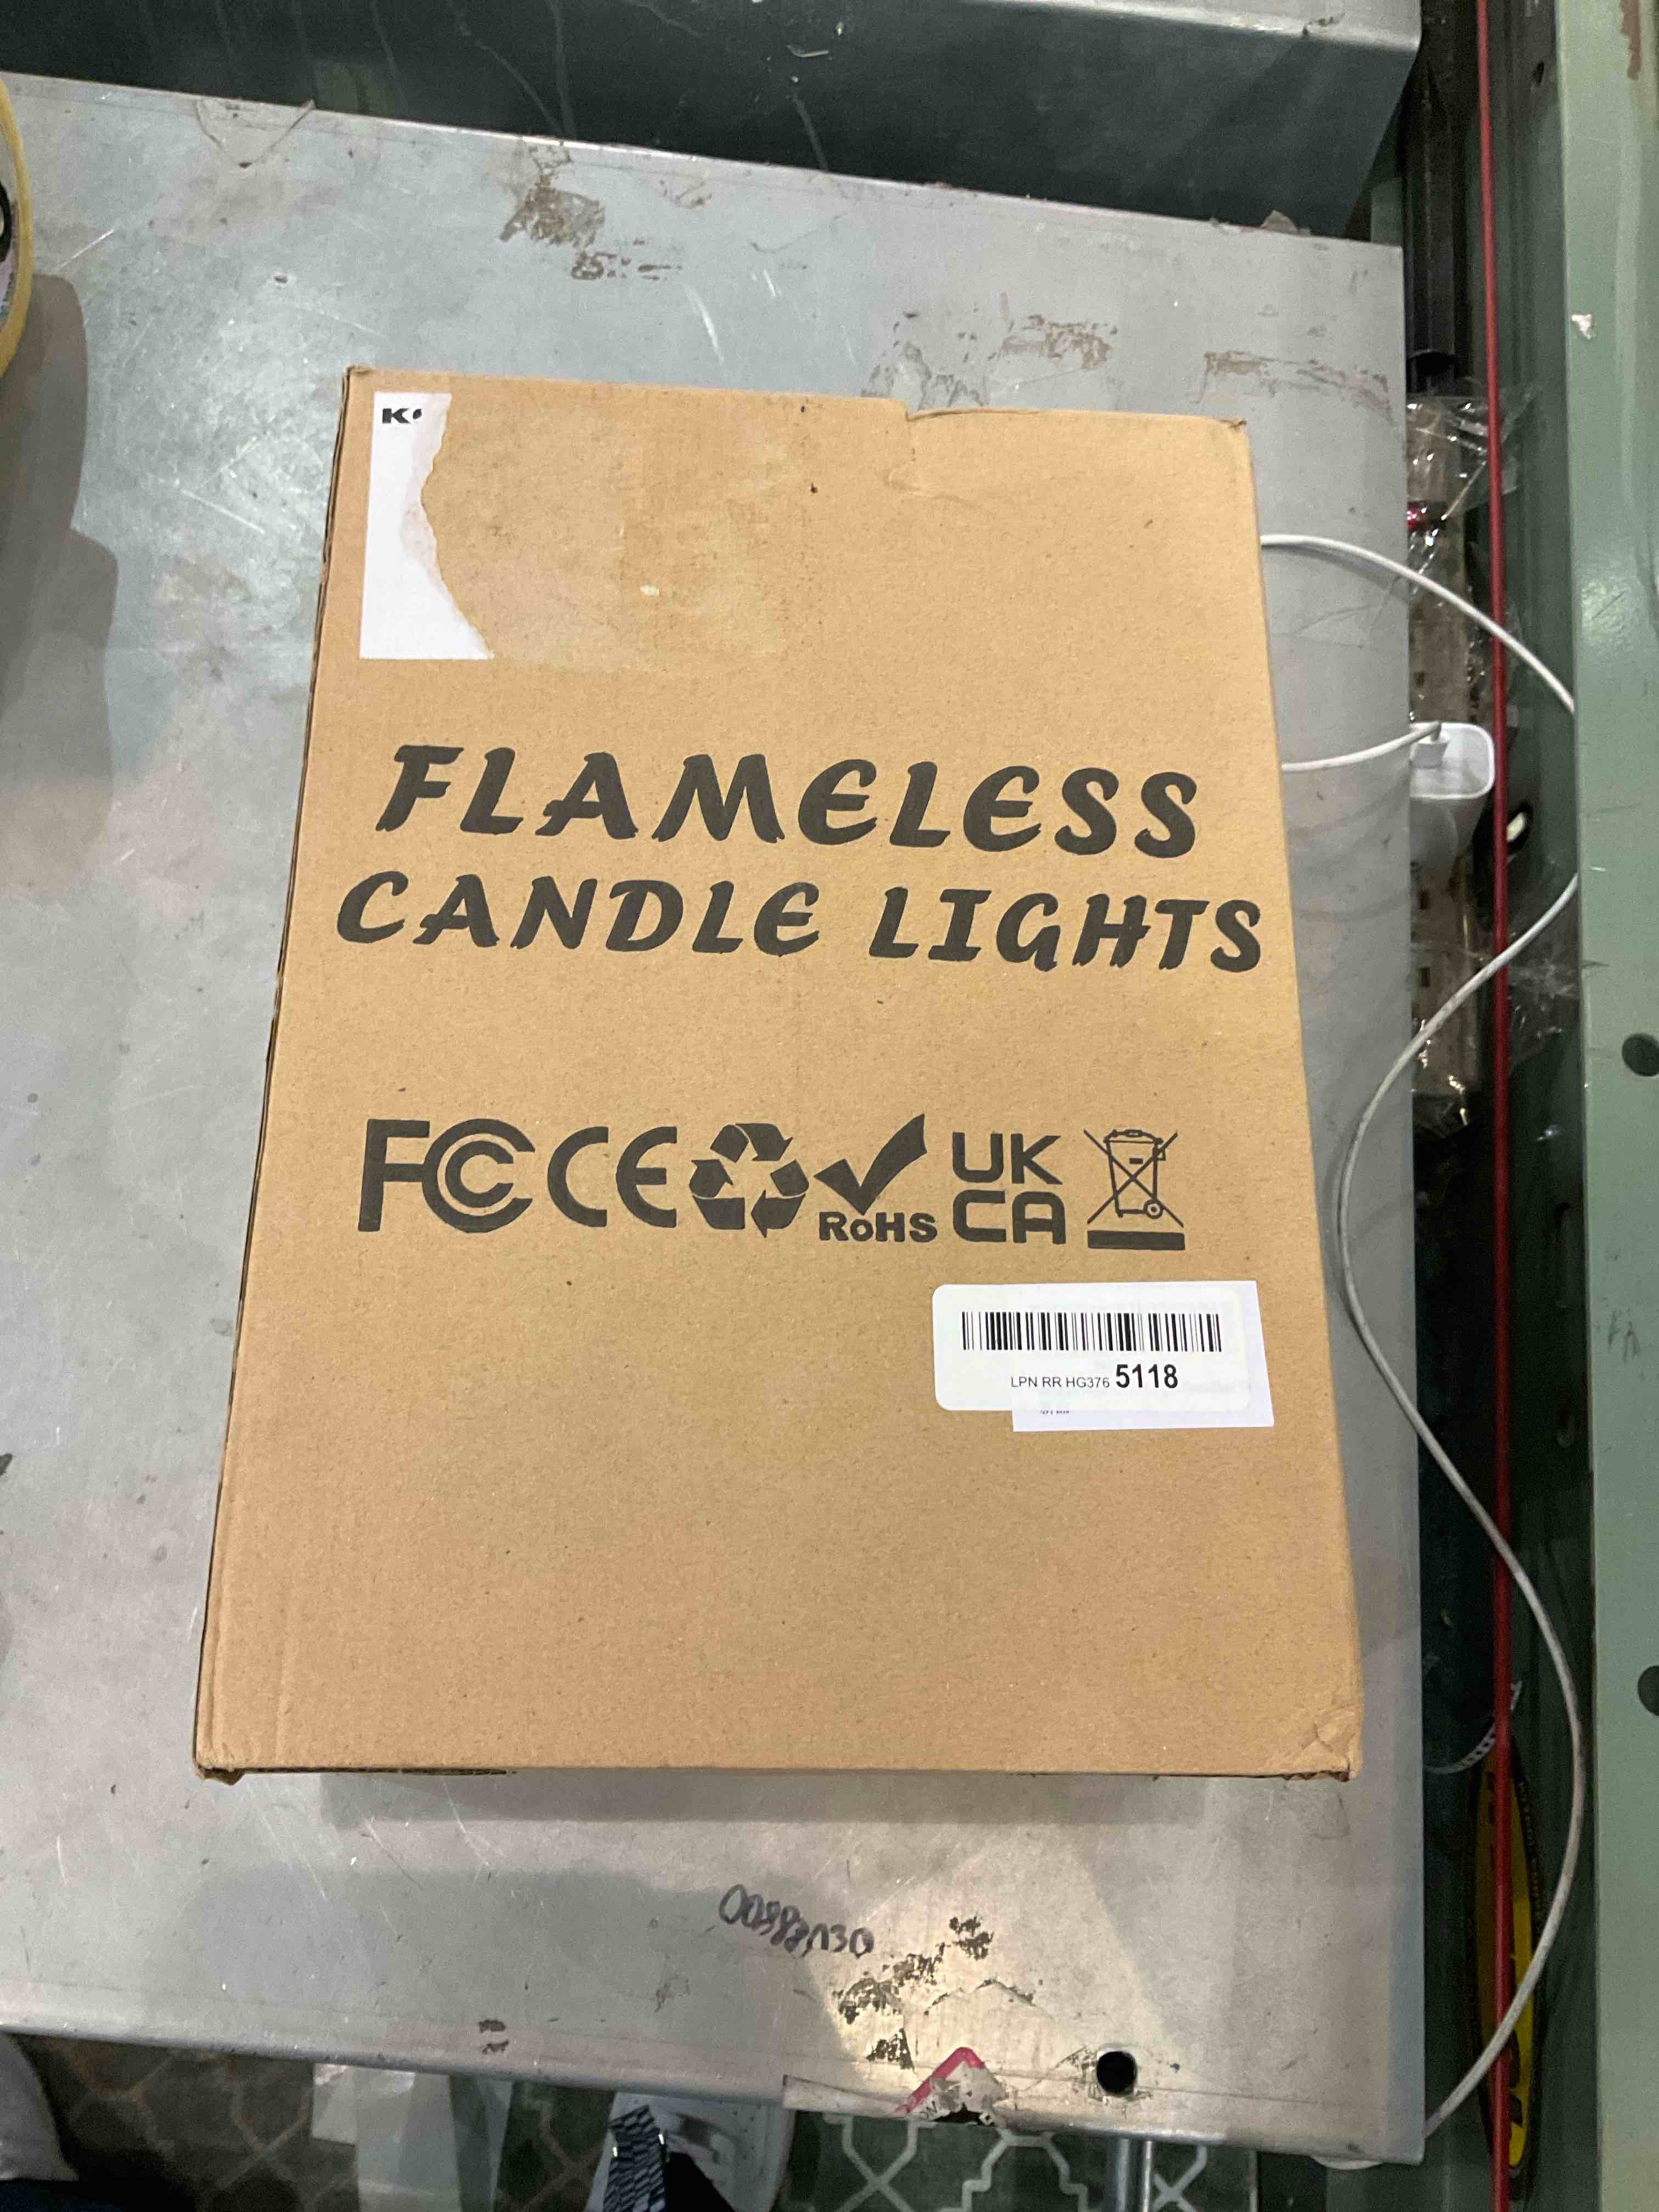 K
FLAMELESS
CANDLE LIGHTS
FC CE RoHS UK CA
LPN RR HG376 5118